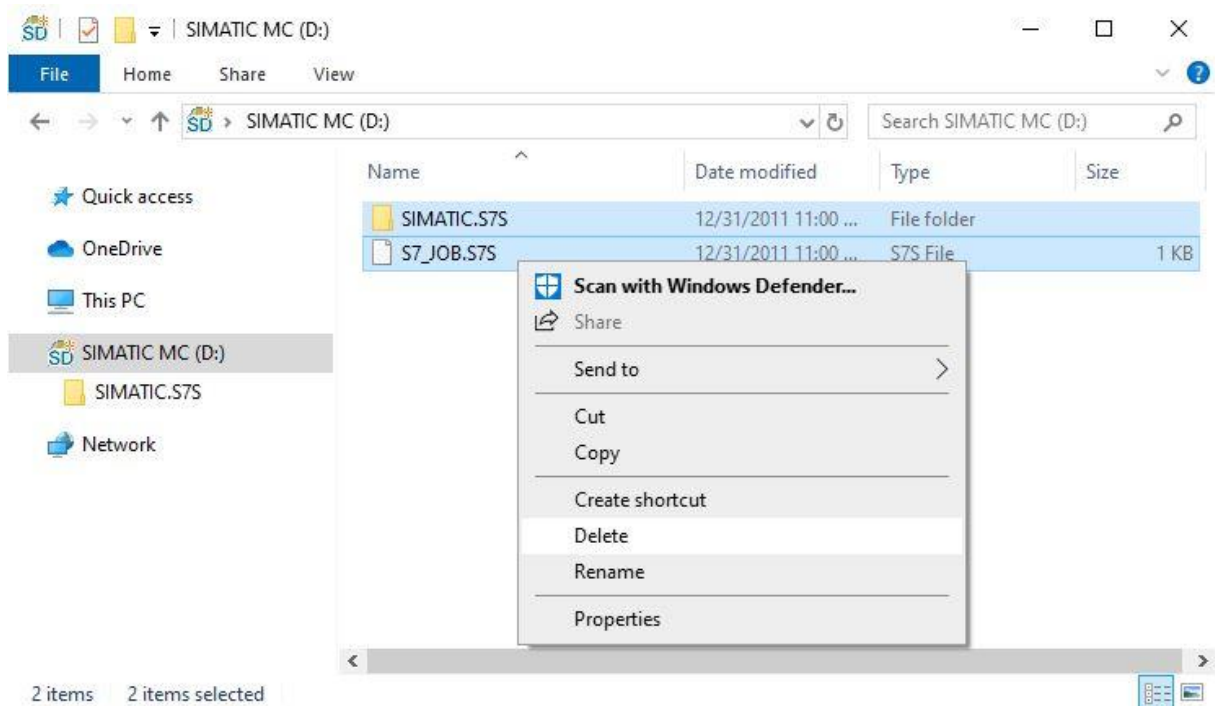 SD SIMATIC MC (D:)
File Home Share View
SD SIMATIC MC (D:) Search SIMATIC MC (D:)
Name Date modified Type Size
Quick access
OneDrive
This PC
SD SIMATIC MC (D:)
SIMATIC.S7S
Network
SIMATIC.S7S 12/31/2011 11:00 ... File folder
S7_JOB.S7S 12/31/2011 11:00 ... S7S File 1 KB
Scan with Windows Defender...
Share
Send to
Cut
Copy
Create shortcut
Delete
Rename
Properties
2 items 2 items selected